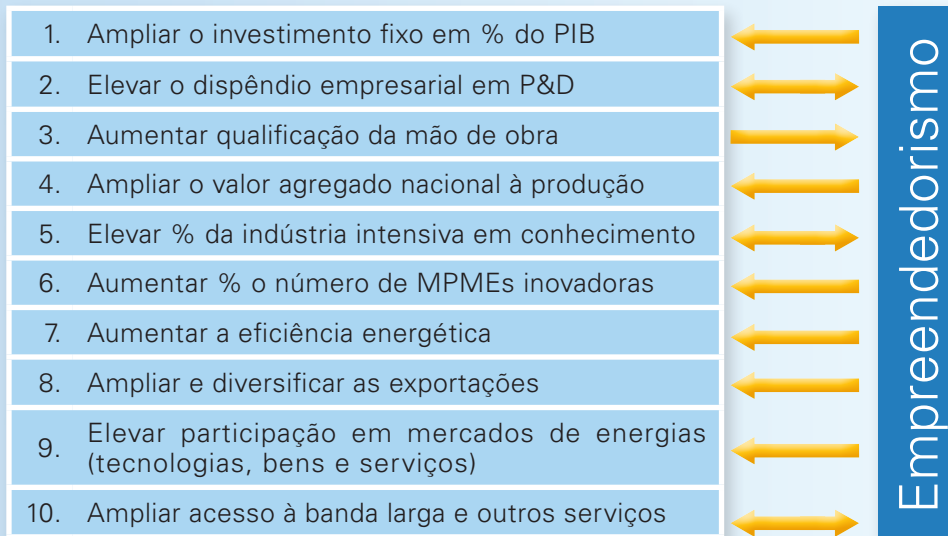 1. Ampliar o investimento fixo em % do PIB
2. Elevar o dispêndio empresarial em P&D
3. Aumentar qualificação da mão de obra
4. Ampliar o valor agregado nacional à produção
5. Elevar % da indústria intensiva em conhecimento
6. Aumentar % o número de MPMEs inovadoras
7. Aumentar a eficiência energética
8. Ampliar e diversificar as exportações
9. Elevar participação em mercados de energias
(tecnologias, bens e serviços)
10. Ampliar acesso à banda larga e outros serviços
Empreendedorismo